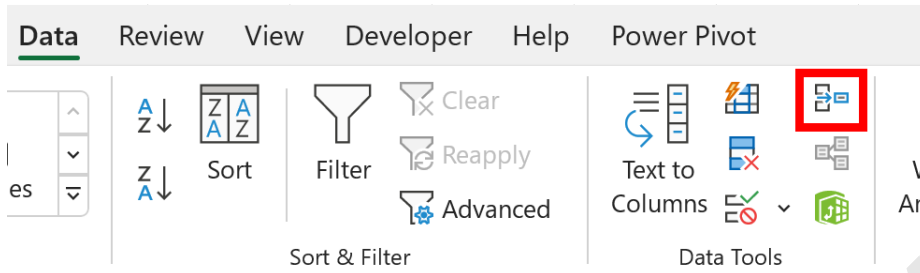 Data Review View Developer Help Power Pivot
A Z Z A A Z Clear
Z A Sort Filter Reapply Text to
es Advanced Columns
Sort & Filter Data Tools